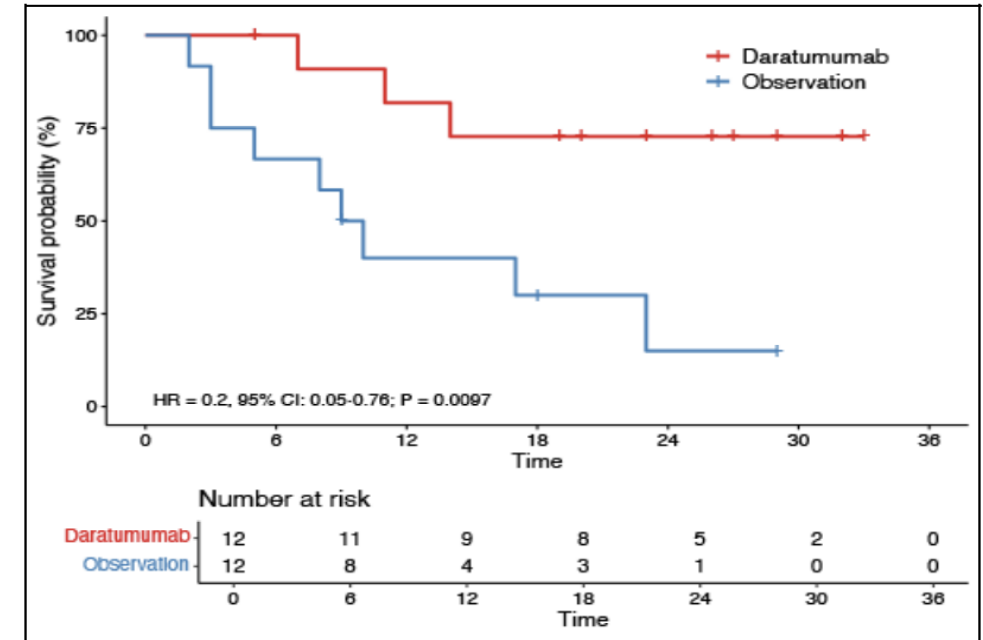 100
75
50
25
0
Survival probability (%)
Daratumumab
Observation
HR = 0.2, 95% CI: 0.05-0.76; P = 0.0097
0 6 12 18 24 30 36
Time
Number at risk
Daratumumab 12 11 9 8 5 2 0
Observation 12 8 4 3 1 0 0
0 6 12 18 24 30 36
Time